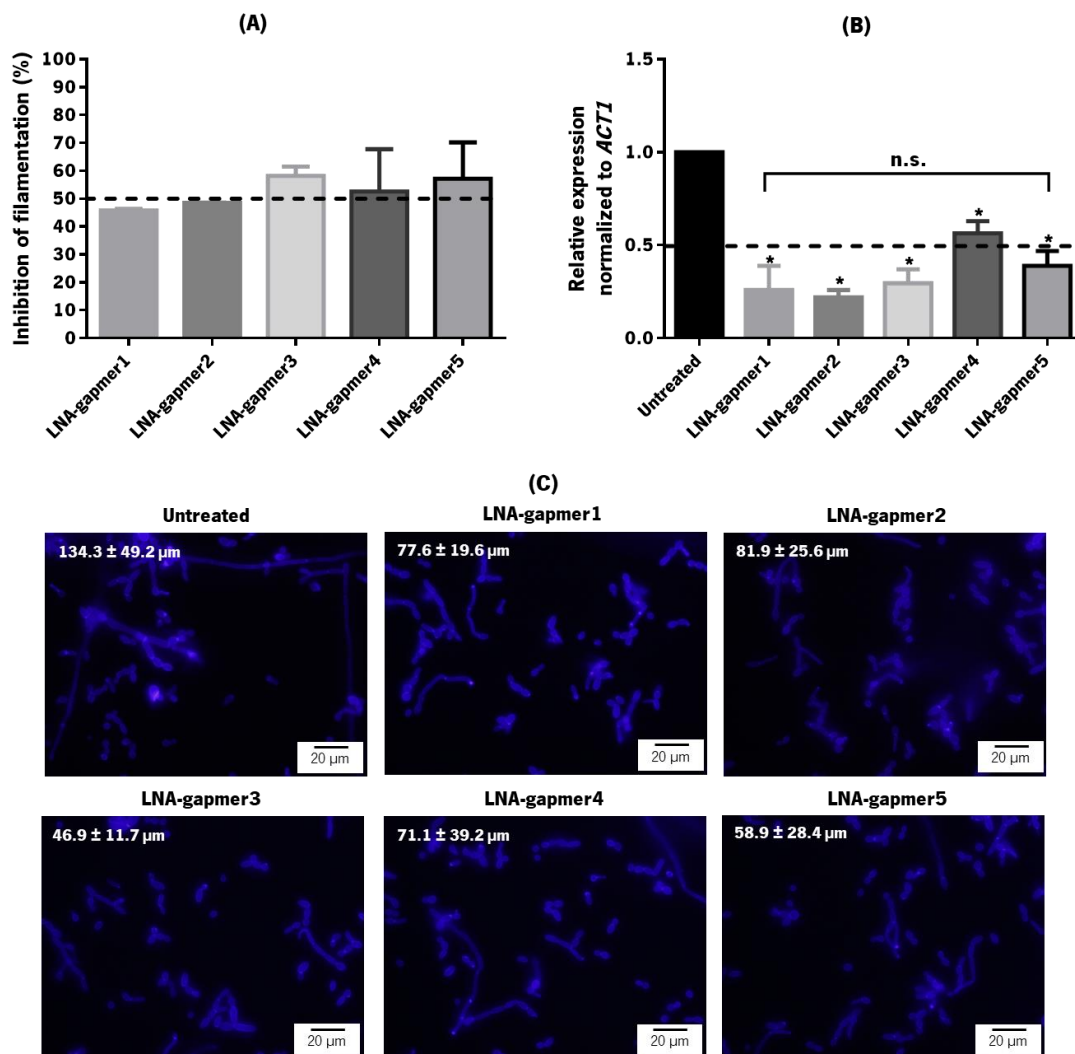 (A)
Inhibition of filamentation (%)
100
90
80
70
60
50
40
30
20
10
0
LNA-gapmer1
LNA-gapmer2
LNA-gapmer3
LNA-gapmer4
LNA-gapmer5
(B)
Relative expression
normalized to ACT1
1.5
1.0
0.5
0.0
n.s.
*
*
*
*
*
Untreated
LNA-gapmer1
LNA-gapmer2
LNA-gapmer3
LNA-gapmer4
LNA-gapmer5
(C)
Untreated
134.3 ± 49.2 µm
20 µm
LNA-gapmer1
77.6 ± 19.6 µm
20 µm
LNA-gapmer2
81.9 ± 25.6 µm
20 µm
LNA-gapmer3
46.9 ± 11.7 µm
20 µm
LNA-gapmer4
71.1 ± 39.2 µm
20 µm
LNA-gapmer5
58.9 ± 28.4 µm
20 µm